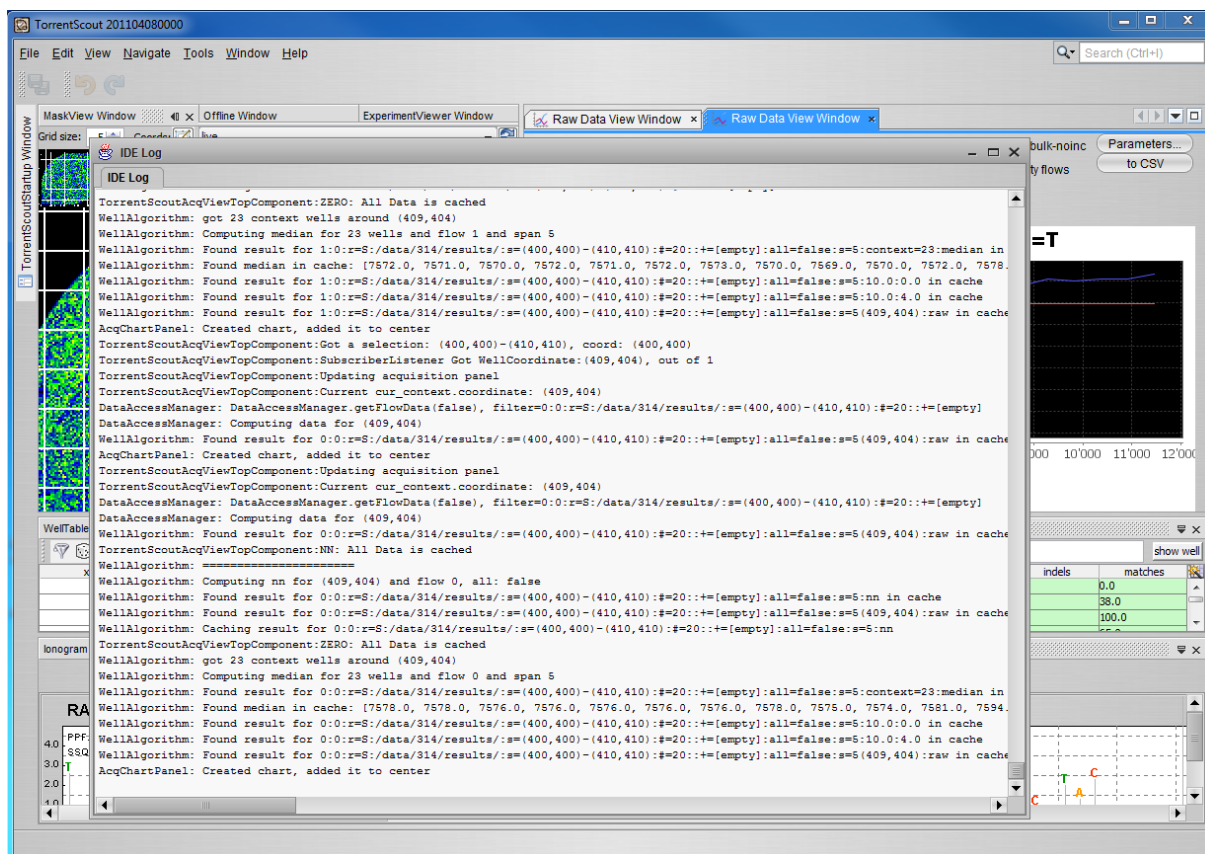 TorrentScout 201104080000
File Edit View Navigate Tools Window Help
Search (Ctrl+I)
MaskView Window
Offline Window
ExperimentViewer Window
Raw Data View Window
Raw Data View Window
Grid size: 5
TorrentScoutStartup Window
bulk-noinc
Parameters...
ty flows
to CSV
=T
IDE Log
IDE Log
TorrentScoutAcqViewTopComponent:ZERO: All Data is cached
WellAlgorithm: got 23 context wells around (409,404)
WellAlgorithm: Computing median for 23 wells and flow 1 and span 5
WellAlgorithm: Found result for 1:0:r=S:/data/314/results/:s=(400,400)-(410,410):#=20::+=[empty]:all=false:s=5:context=23:median in
WellAlgorithm: Found median in cache: [7572.0, 7571.0, 7570.0, 7572.0, 7571.0, 7572.0, 7573.0, 7570.0, 7569.0, 7570.0, 7572.0, 7578.
WellAlgorithm: Found result for 1:0:r=S:/data/314/results/:s=(400,400)-(410,410):#=20::+=[empty]:all=false:s=5:10.0:0.0 in cache
WellAlgorithm: Found result for 1:0:r=S:/data/314/results/:s=(400,400)-(410,410):#=20::+=[empty]:all=false:s=5:10.0:4.0 in cache
WellAlgorithm: Found result for 1:0:r=S:/data/314/results/:s=(400,400)-(410,410):#=20::+=[empty]:all=false:s=5(409,404):raw in cache
AcqChartPanel: Created chart, added it to center
TorrentScoutAcqViewTopComponent:Got a selection: (400,400)-(410,410), coord: (400,400)
TorrentScoutAcqViewTopComponent:SubscriberListener Got WellCoordinate:(409,404), out of 1
TorrentScoutAcqViewTopComponent:Updating acquisition panel
TorrentScoutAcqViewTopComponent:Current cur_context.coordinate: (409,404)
DataAccessManager: DataAccessManager.getFlowData(false), filter=0:0:r=S:/data/314/results/:s=(400,400)-(410,410):#=20::+=[empty]
DataAccessManager: Computing data for (409,404)
WellAlgorithm: Found result for 0:0:r=S:/data/314/results/:s=(400,400)-(410,410):#=20::+=[empty]:all=false:s=5(409,404):raw in cache
AcqChartPanel: Created chart, added it to center
TorrentScoutAcqViewTopComponent:Updating acquisition panel
TorrentScoutAcqViewTopComponent:Current cur_context.coordinate: (409,404)
DataAccessManager: DataAccessManager.getFlowData(false), filter=0:0:r=S:/data/314/results/:s=(400,400)-(410,410):#=20::+=[empty]
DataAccessManager: Computing data for (409,404)
WellAlgorithm: Found result for 0:0:r=S:/data/314/results/:s=(400,400)-(410,410):#=20::+=[empty]:all=false:s=5(409,404):raw in cache
TorrentScoutAcqViewTopComponent:NN: All Data is cached
WellAlgorithm: ======================
WellAlgorithm: Computing nn for (409,404) and flow 0, all: false
WellAlgorithm: Found result for 0:0:r=S:/data/314/results/:s=(400,400)-(410,410):#=20::+=[empty]:all=false:s=5:nn in cache
WellAlgorithm: Found result for 0:0:r=S:/data/314/results/:s=(400,400)-(410,410):#=20::+=[empty]:all=false:s=5(409,404):raw in cache
WellAlgorithm: Caching result for 0:0:r=S:/data/314/results/:s=(400,400)-(410,410):#=20::+=[empty]:all=false:s=5:nn
TorrentScoutAcqViewTopComponent:ZERO: All Data is cached
WellAlgorithm: got 23 context wells around (409,404)
WellAlgorithm: Computing median for 23 wells and flow 0 and span 5
WellAlgorithm: Found result for 0:0:r=S:/data/314/results/:s=(400,400)-(410,410):#=20::+=[empty]:all=false:s=5:context=23:median in
WellAlgorithm: Found median in cache: [7578.0, 7578.0, 7576.0, 7576.0, 7576.0, 7576.0, 7576.0, 7578.0, 7575.0, 7574.0, 7581.0, 7594.
WellAlgorithm: Found result for 0:0:r=S:/data/314/results/:s=(400,400)-(410,410):#=20::+=[empty]:all=false:s=5:10.0:0.0 in cache
WellAlgorithm: Found result for 0:0:r=S:/data/314/results/:s=(400,400)-(410,410):#=20::+=[empty]:all=false:s=5:10.0:4.0 in cache
WellAlgorithm: Found result for 0:0:r=S:/data/314/results/:s=(400,400)-(410,410):#=20::+=[empty]:all=false:s=5(409,404):raw in cache
AcqChartPanel: Created chart, added it to center
000 10'000 11'000 12'000
WellTable
x
show well
indels matches
0.0
38.0
100.0
Ionogram
RA
PPF:
SSQ
4.0
3.0
2.0
1.0
T
C
T
A
C